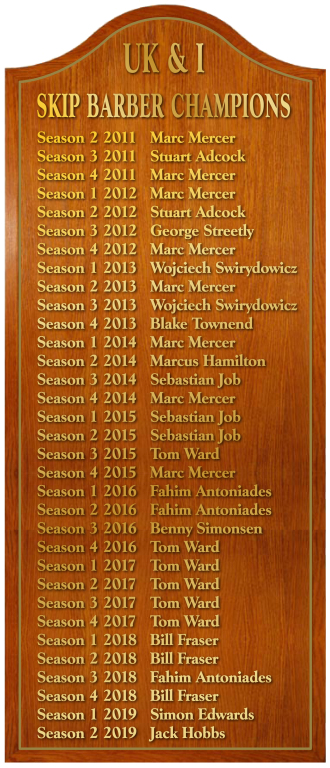 UK & I
SKIP BARBER CHAMPIONS
Season 2 2011 Marc Mercer
Season 3 2011 Stuart Adcock
Season 4 2011 Marc Mercer
Season 1 2012 Marc Mercer
Season 2 2012 Stuart Adcock
Season 3 2012 George Streetly
Season 4 2012 Marc Mercer
Season 1 2013 Wojciech Swirydowicz
Season 2 2013 Marc Mercer
Season 3 2013 Wojciech Swirydowicz
Season 4 2013 Blake Townend
Season 1 2014 Marc Mercer
Season 2 2014 Marcus Hamilton
Season 3 2014 Sebastian Job
Season 4 2014 Marc Mercer
Season 1 2015 Sebastian Job
Season 2 2015 Sebastian Job
Season 3 2015 Tom Ward
Season 4 2015 Marc Mercer
Season 1 2016 Fahim Antoniades
Season 2 2016 Fahim Antoniades
Season 3 2016 Benny Simonsen
Season 4 2016 Tom Ward
Season 1 2017 Tom Ward
Season 2 2017 Tom Ward
Season 3 2017 Tom Ward
Season 4 2017 Tom Ward
Season 1 2018 Bill Fraser
Season 2 2018 Bill Fraser
Season 3 2018 Fahim Antoniades
Season 4 2018 Bill Fraser
Season 1 2019 Simon Edwards
Season 2 2019 Jack Hobbs